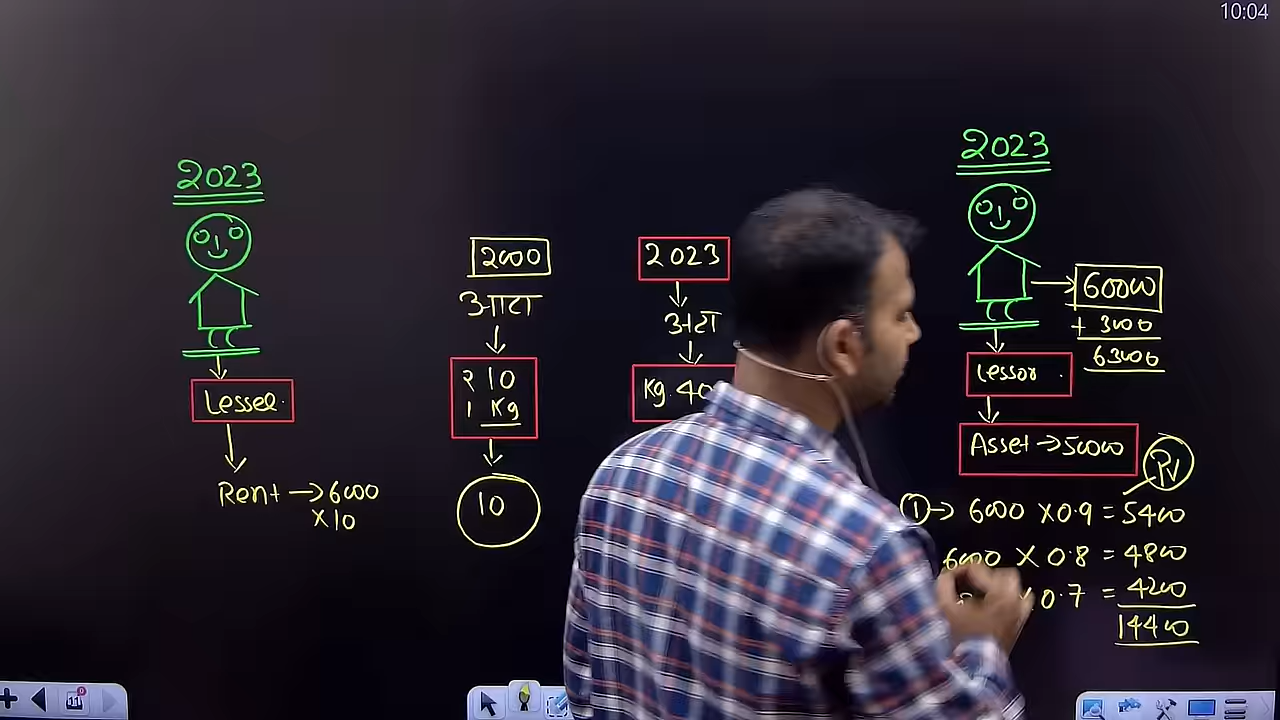 10:04
2023
Lessee
Rent → 6000
× 10
2000
आटा
₹ 10
1 Kg
10
2023
आटा
Kg. 40
2023
60000
+ 3000
63000
Lessor
Asset → 50000
PV
① → 6000 × 0.9 = 5400
6000 × 0.8 = 4800
0.7 = 4200
14400